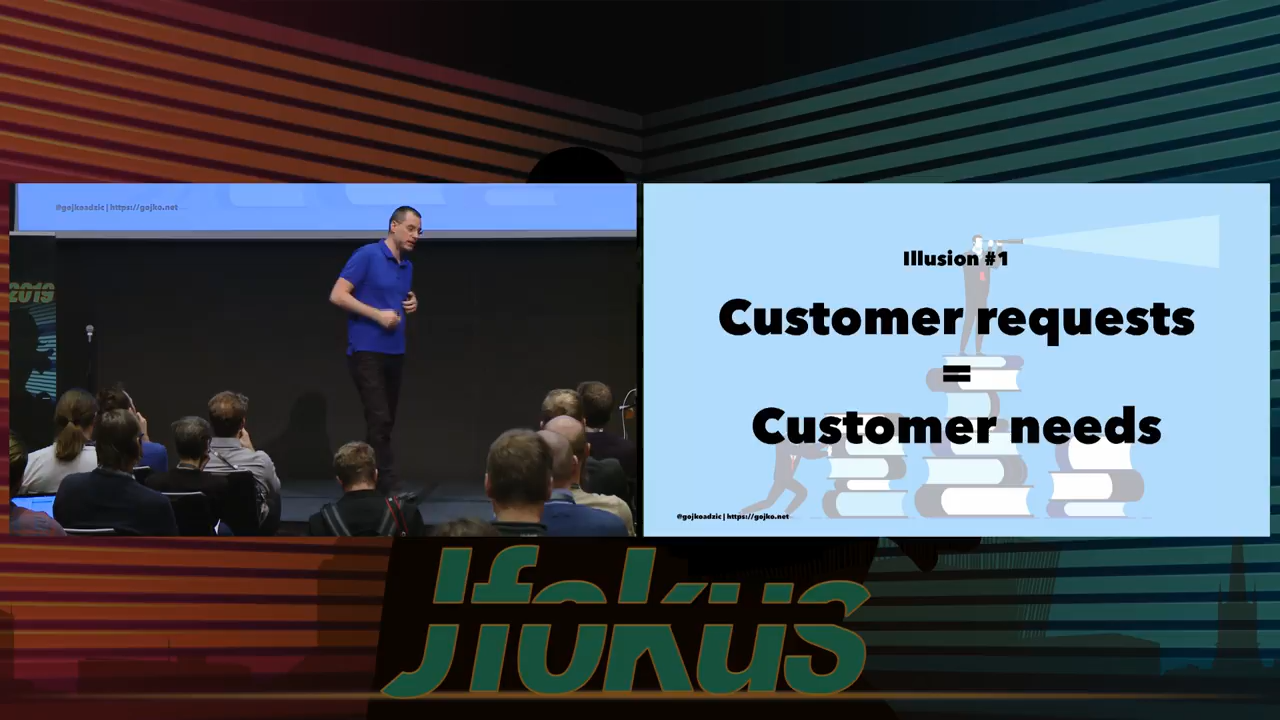 @gojkoadzic | https://gojko.net
2019
Illusion #1
Customer requests
=
Customer needs
@gojkoadzic | https://gojko.net
Jfokus